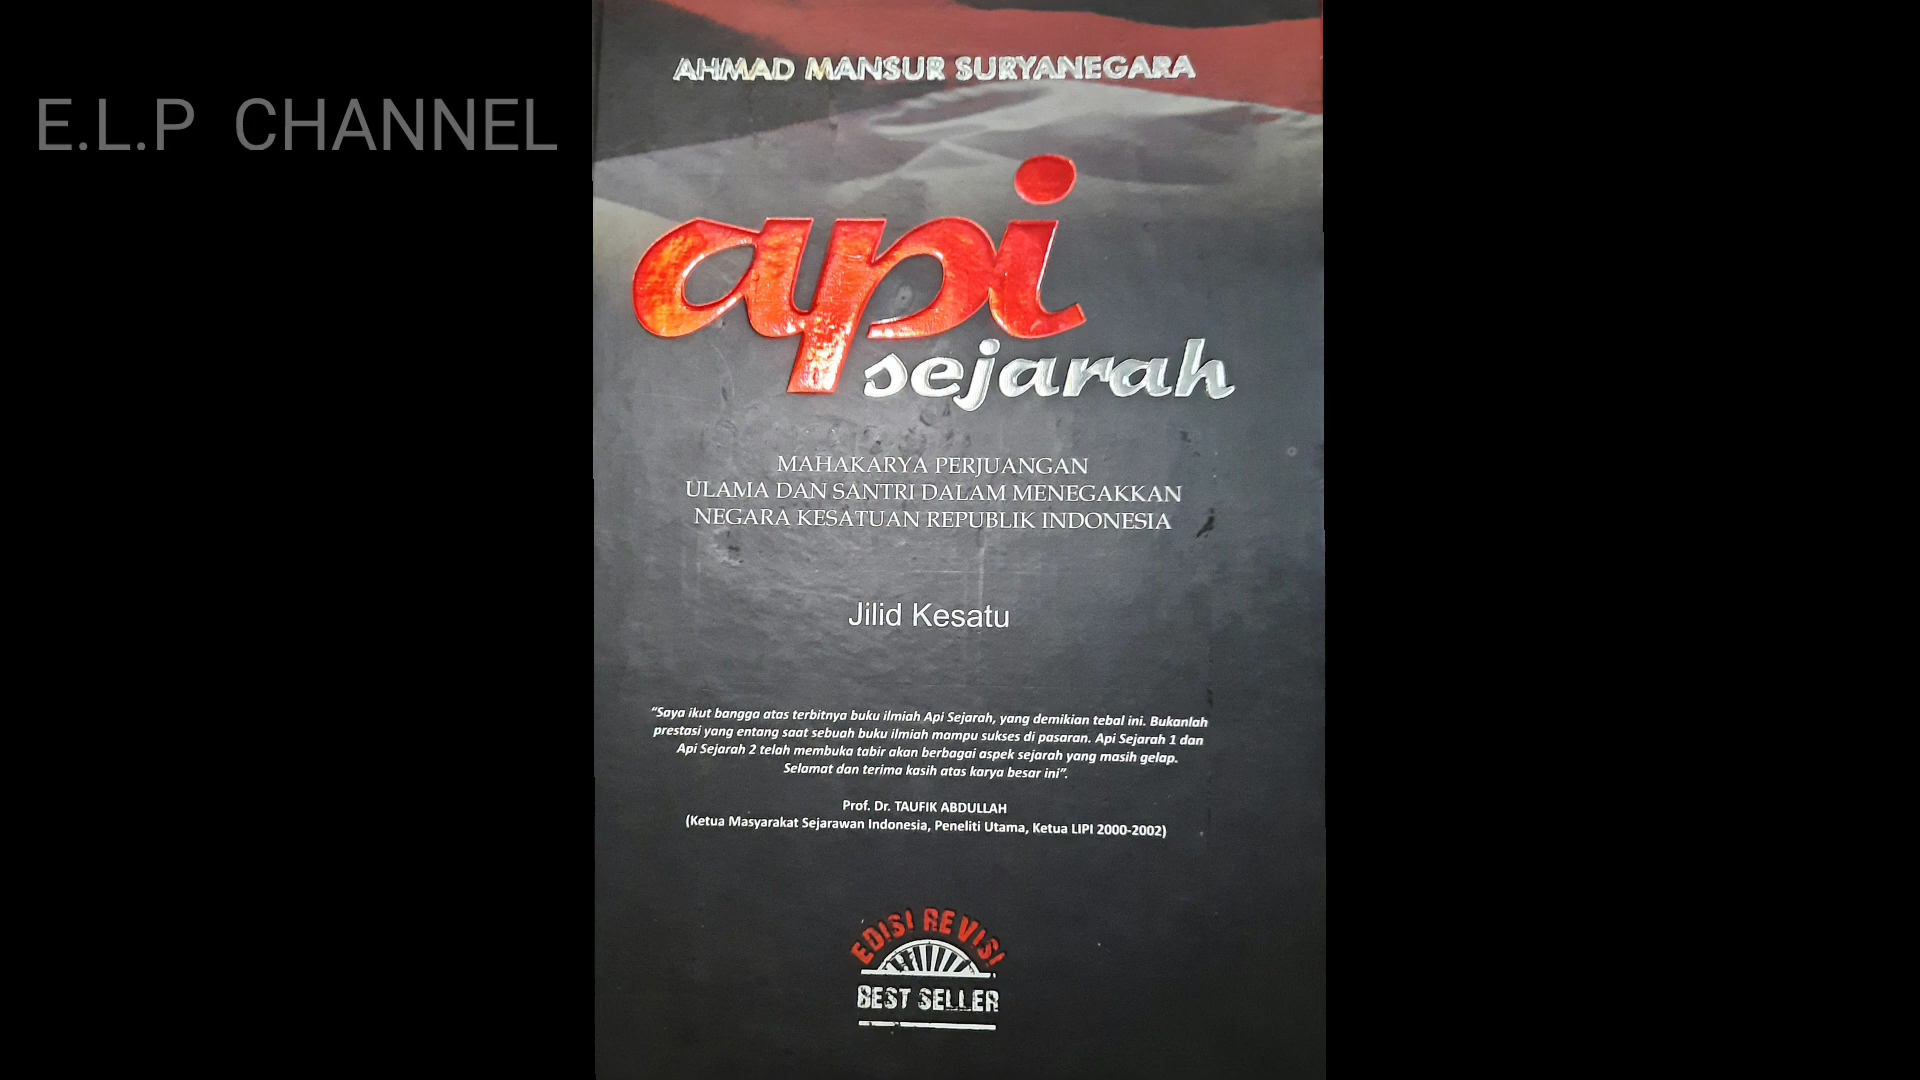 E.L.P CHANNEL
AHMAD MANSUR SURYANEGARA
api
sejarah
MAHAKARYA PERJUANGAN
ULAMA DAN SANTRI DALAM MENEGAKKAN
NEGARA KESATUAN REPUBLIK INDONESIA
Jilid Kesatu
“Saya ikut bangga atas terbitnya buku ilmiah Api Sejarah, yang demikian tebal ini. Bukanlah
prestasi yang entang saat sebuah buku ilmiah mampu sukses di pasaran. Api Sejarah 1 dan
Api Sejarah 2 telah membuka tabir akan berbagai aspek sejarah yang masih gelap.
Selamat dan terima kasih atas karya besar ini”.
Prof. Dr. TAUFIK ABDULLAH
(Ketua Masyarakat Sejarawan Indonesia, Peneliti Utama, Ketua LIPI 2000-2002)
EDISI REVISI
BEST SELLER